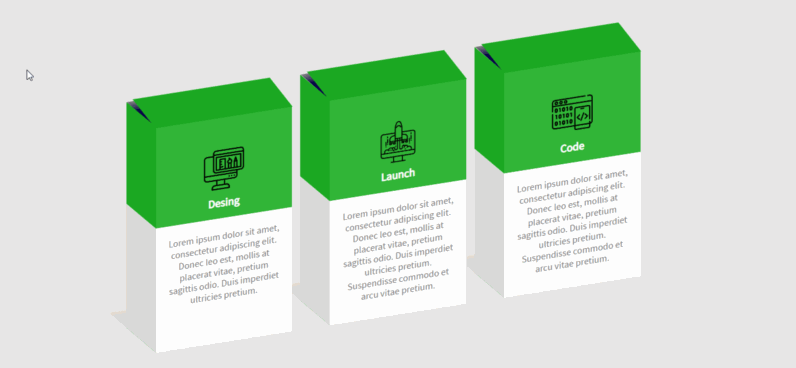 Desing
Lorem ipsum dolor sit amet,
consectetur adipiscing elit.
Donec leo est, mollis at
placerat vitae, pretium
sagittis odio. Duis imperdiet
ultricies pretium.
Launch
Lorem ipsum dolor sit amet,
consectetur adipiscing elit.
Donec leo est, mollis at
placerat vitae, pretium
sagittis odio. Duis imperdiet
ultricies pretium.
Suspendisse commodo et
arcu vitae pretium.
01010
10101
01010
</>
Code
Lorem ipsum dolor sit amet,
consectetur adipiscing elit.
Donec leo est, mollis at
placerat vitae, pretium
sagittis odio. Duis imperdiet
ultricies pretium.
Suspendisse commodo et
arcu vitae pretium.